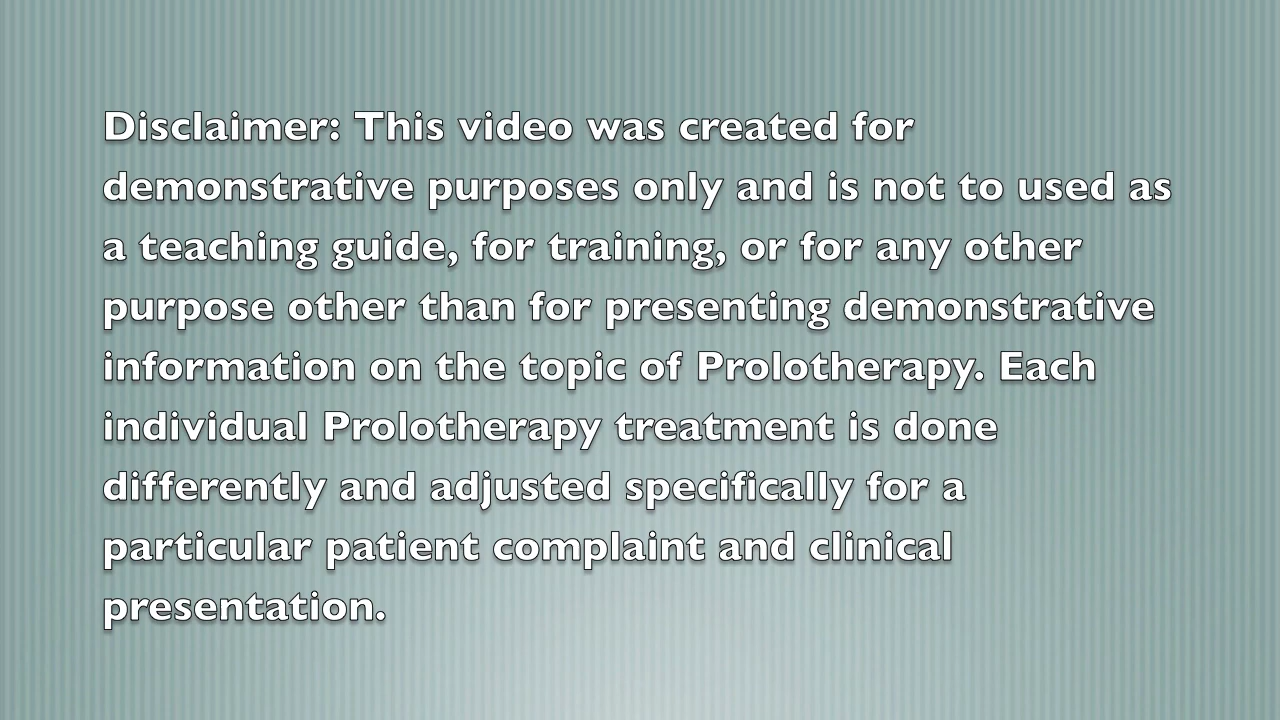 Disclaimer: This video was created for
demonstrative purposes only and is not to used as
a teaching guide, for training, or for any other
purpose other than for presenting demonstrative
information on the topic of Prolotherapy. Each
individual Prolotherapy treatment is done
differently and adjusted specifically for a
particular patient complaint and clinical
presentation.